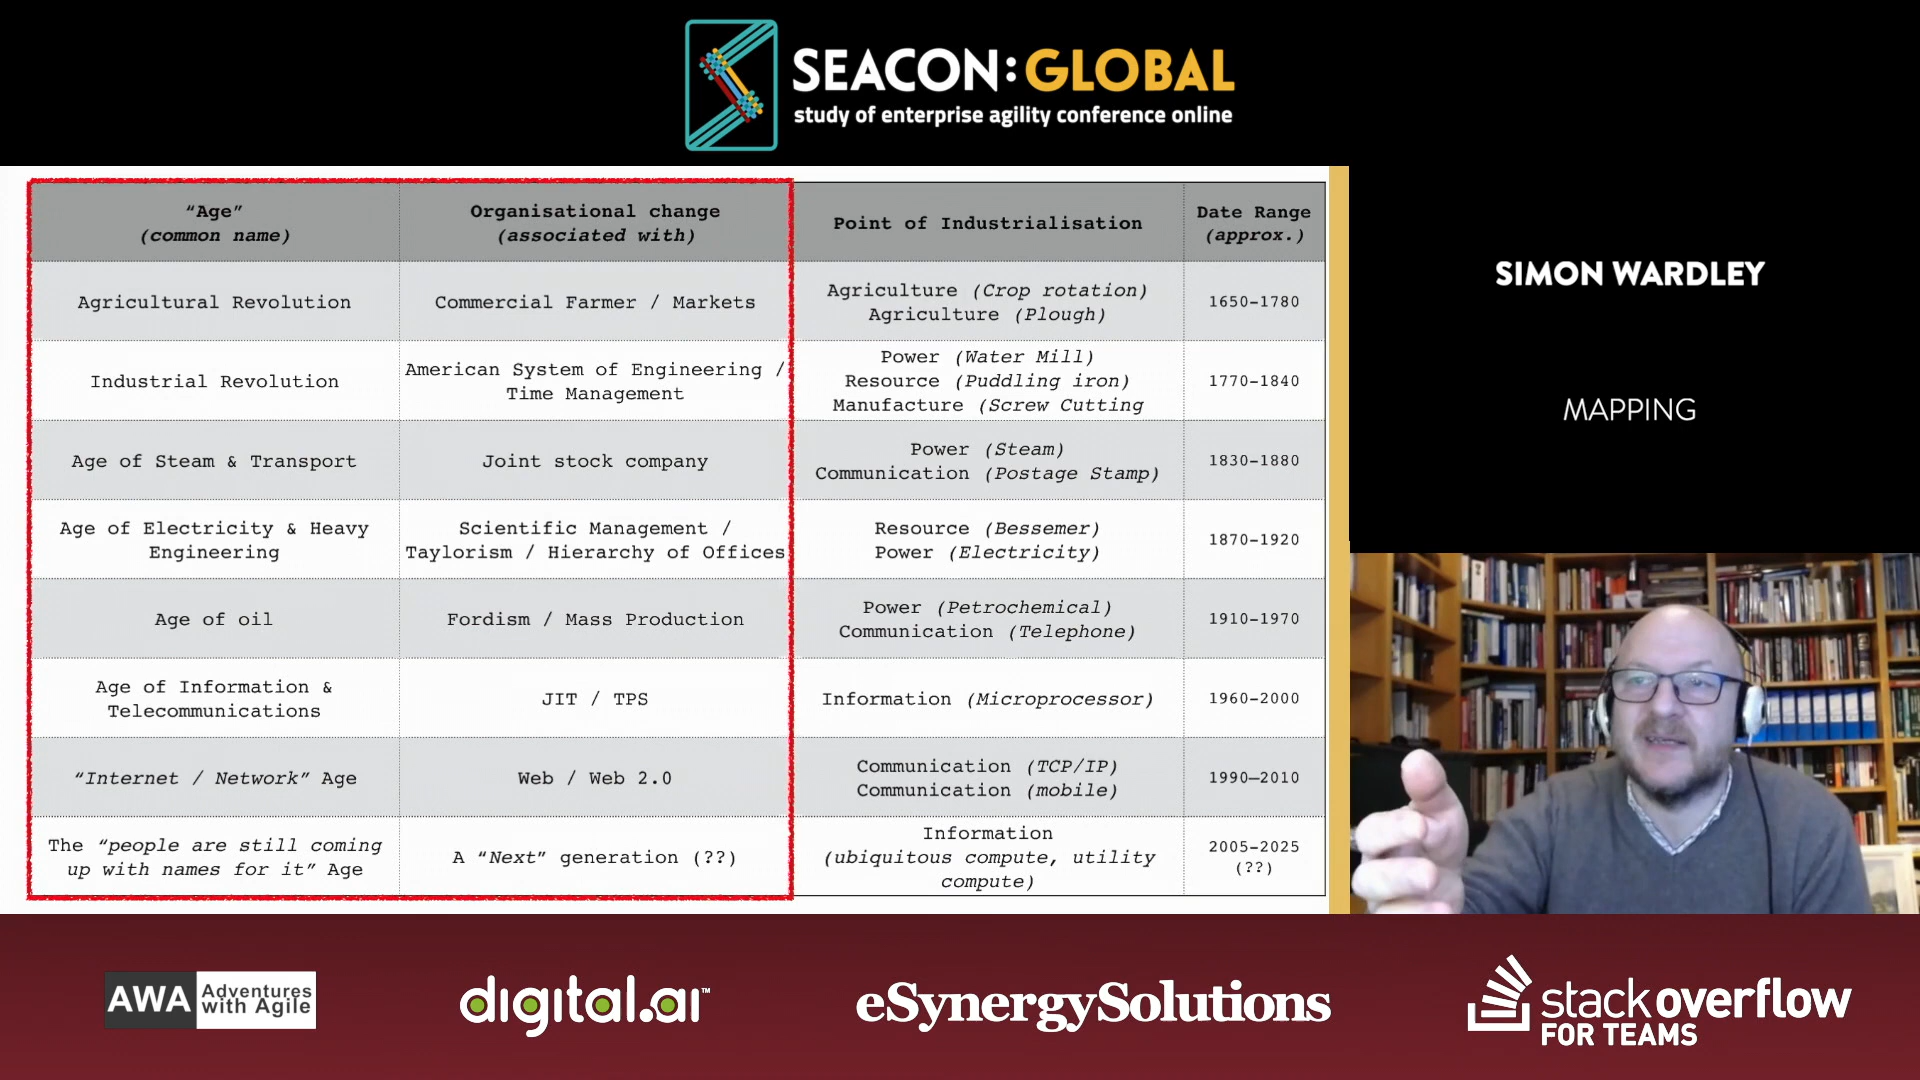 SEACON:GLOBAL
study of enterprise agility conference online
“Age”
(common name)
Organisational change
(associated with)
Point of Industrialisation
Date Range
(approx.)
Agricultural Revolution
Commercial Farmer / Markets
Agriculture (Crop rotation)
Agriculture (Plough)
1650-1780
Industrial Revolution
American System of Engineering /
Time Management
Power (Water Mill)
Resource (Puddling iron)
Manufacture (Screw Cutting
1770-1840
Age of Steam & Transport
Joint stock company
Power (Steam)
Communication (Postage Stamp)
1830-1880
Age of Electricity & Heavy
Engineering
Scientific Management /
Taylorism / Hierarchy of Offices
Resource (Bessemer)
Power (Electricity)
1870-1920
Age of oil
Fordism / Mass Production
Power (Petrochemical)
Communication (Telephone)
1910-1970
Age of Information &
Telecommunications
JIT / TPS
Information (Microprocessor)
1960-2000
“Internet / Network” Age
Web / Web 2.0
Communication (TCP/IP)
Communication (mobile)
1990—2010
The “people are still coming
up with names for it” Age
A “Next” generation (??)
Information
(ubiquitous compute, utility
compute)
2005-2025
(??)
SIMON WARDLEY
MAPPING
AWA Adventures
with Agile
digital.ai™
eSynergySolutions
stackoverflow
FOR TEAMS